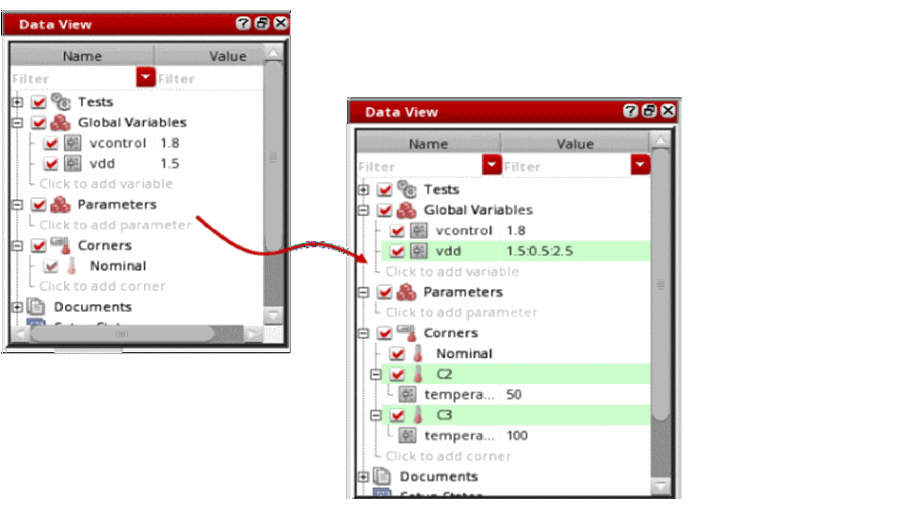 Data View
Name Value
Filter Filter
Tests
Global Variables
vcontrol 1.8
vdd 1.5
Click to add variable
Parameters
Click to add parameter
Corners
Nominal
Click to add corner
Documents
Data View
Name Value
Filter Filter
Tests
Global Variables
vcontrol 1.8
vdd 1.5:0.5:2.5
Click to add variable
Parameters
Click to add parameter
Corners
Nominal
C2
tempera... 50
C3
tempera... 100
Click to add corner
Documents